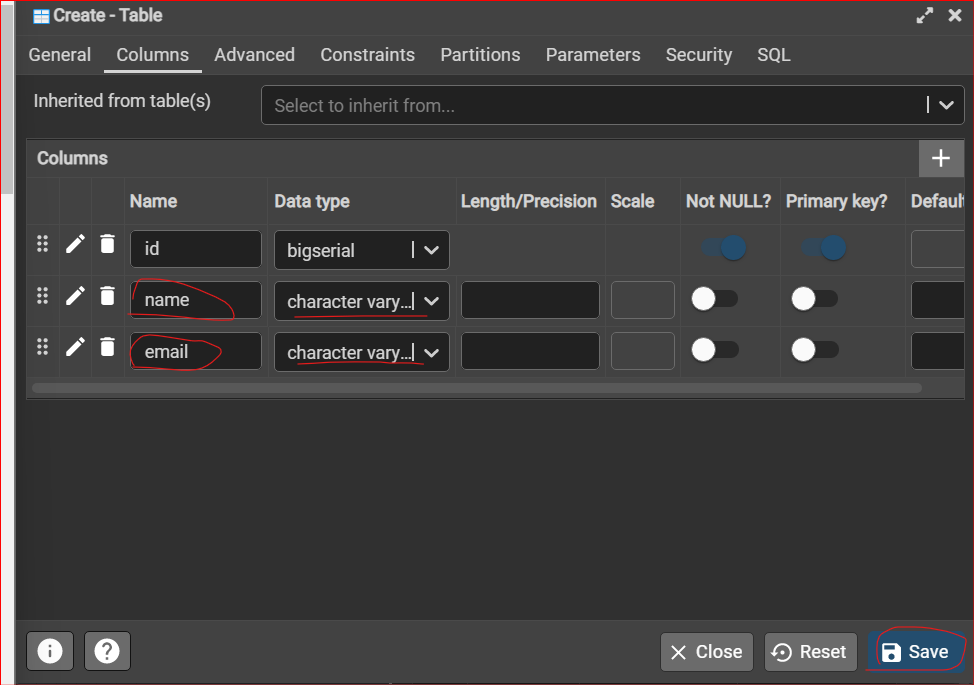 Create - Table
General Columns Advanced Constraints Partitions Parameters Security SQL
Inherited from table(s) Select to inherit from...
Columns
Name Data type Length/Precision Scale Not NULL? Primary key? Default
id bigserial
name character vary...
email character vary...
Close Reset Save